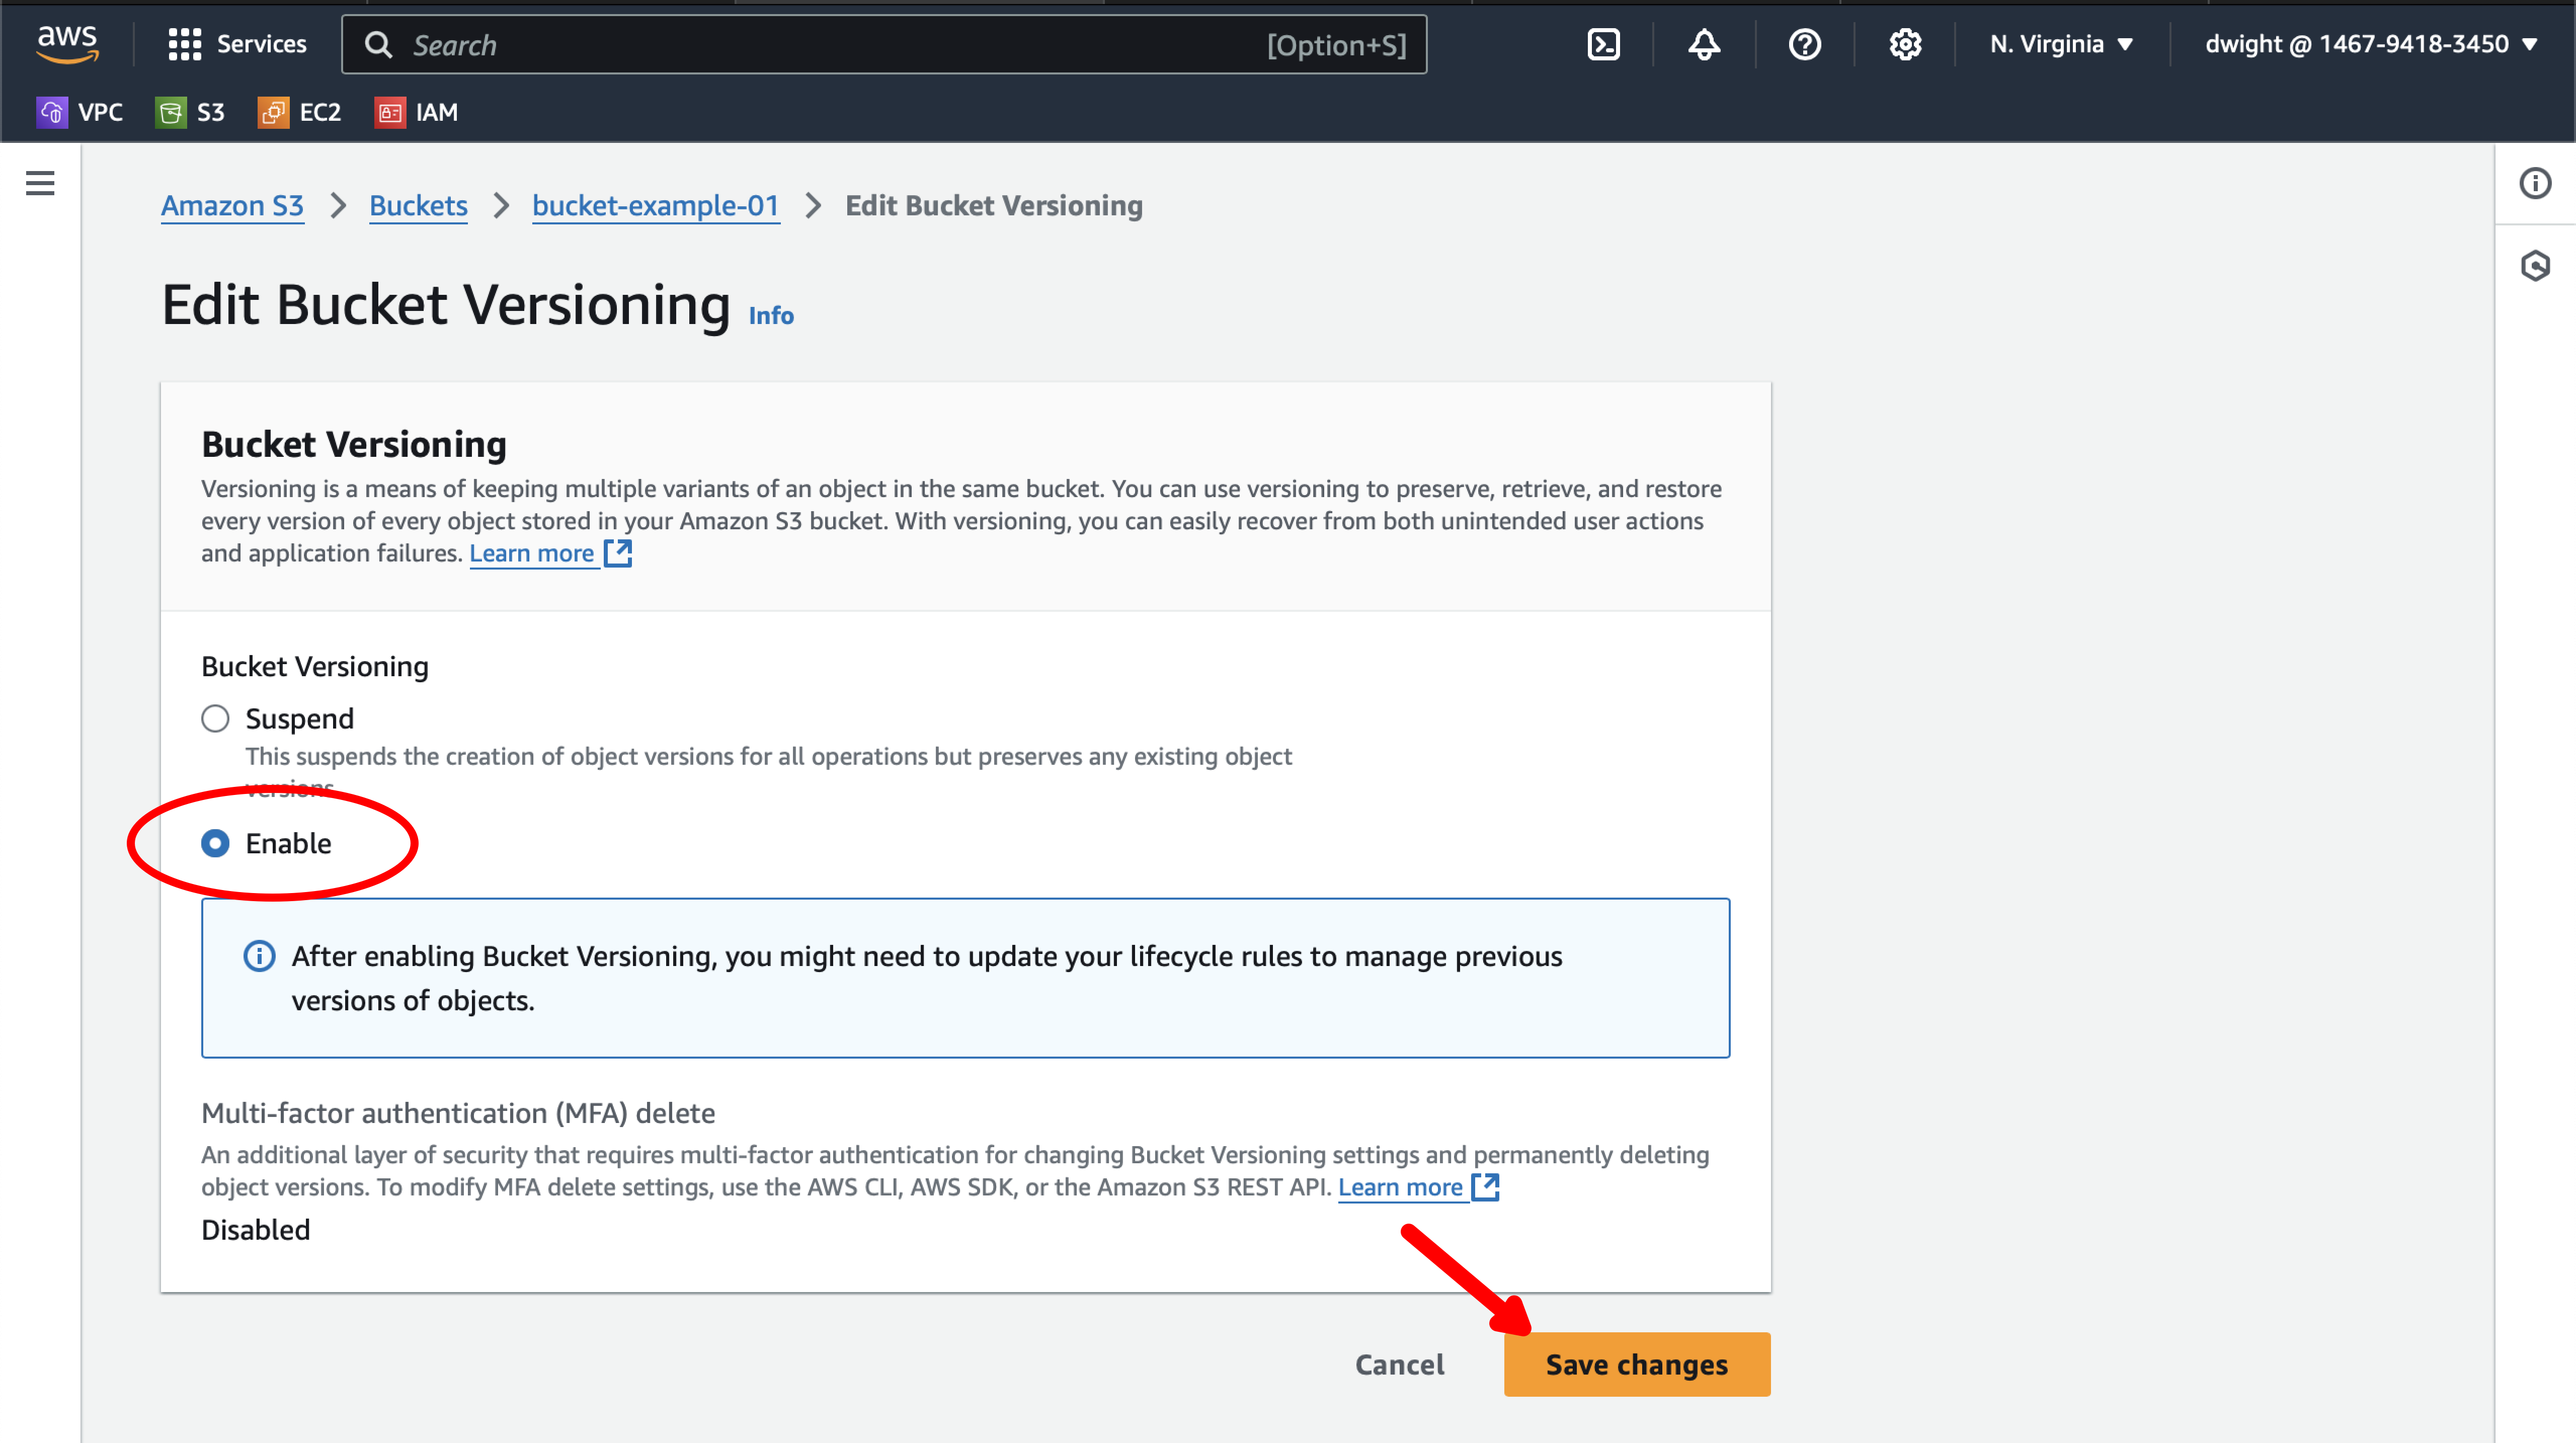 aws Services Search [Option+S] N. Virginia dwight @ 1467-9418-3450
VPC S3 EC2 IAM
Amazon S3 Buckets bucket-example-01 Edit Bucket Versioning
Edit Bucket Versioning Info
Bucket Versioning
Versioning is a means of keeping multiple variants of an object in the same bucket. You can use versioning to preserve, retrieve, and restore
every version of every object stored in your Amazon S3 bucket. With versioning, you can easily recover from both unintended user actions
and application failures. Learn more
Bucket Versioning
Suspend
This suspends the creation of object versions for all operations but preserves any existing object
versions.
Enable
After enabling Bucket Versioning, you might need to update your lifecycle rules to manage previous
versions of objects.
Multi-factor authentication (MFA) delete
An additional layer of security that requires multi-factor authentication for changing Bucket Versioning settings and permanently deleting
object versions. To modify MFA delete settings, use the AWS CLI, AWS SDK, or the Amazon S3 REST API. Learn more
Disabled
Cancel Save changes